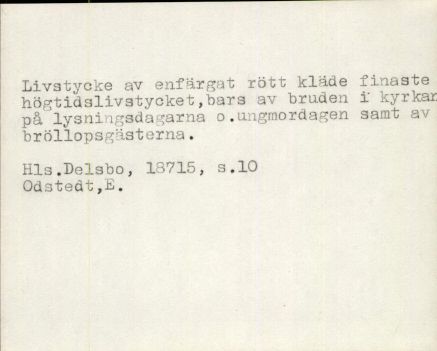 Livstycke av enfärgat rött kläde finaste
högtidslivstycket,bars av bruden i kyrkan
på lysningsdagarna o.ungmordagen samt av
bröllopsgästerna.
Hls.Delsbo, 18715, s.10
Odstedt,E.